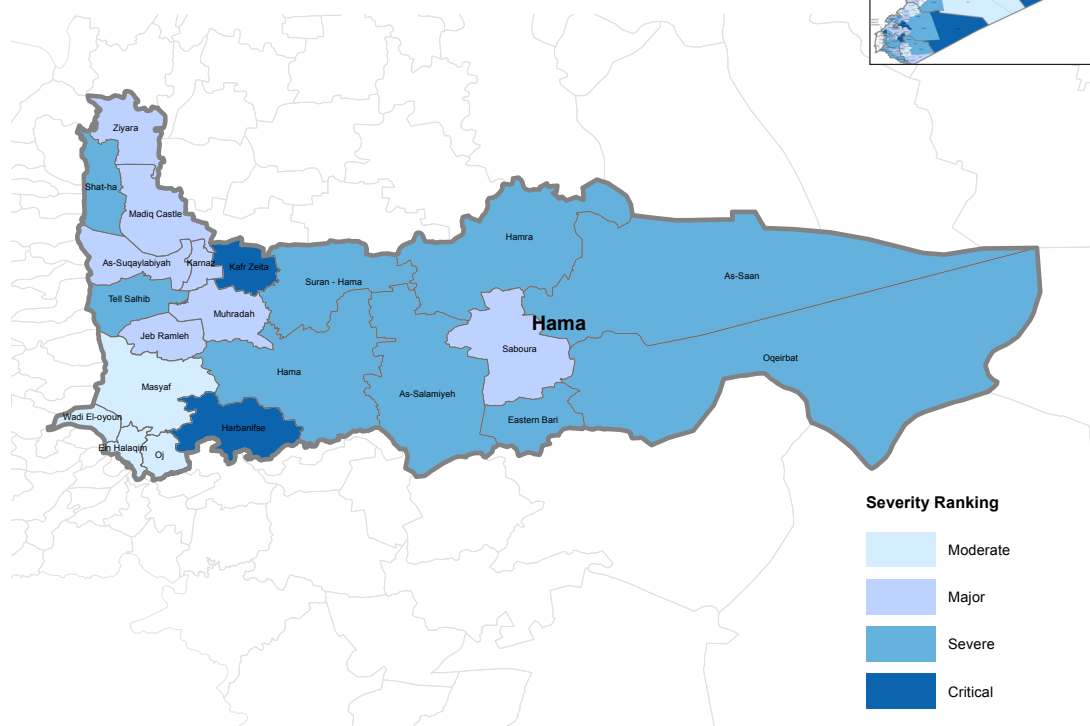 Ziyara
Shat-ha
Madiq Castle
As-Suqaylabiyah
Karnaz
Kafr Zeita
Hamra
As-Saan
Suran - Hama
Tell Salhib
Muhradah
Hama
Jeb Ramleh
Saboura
Oqeirbat
Hama
Masyaf
As-Salamiyeh
Wadi El-oyoun
Harbanifse
Eastern Bari
Ein Halaqim
Oj
Severity Ranking
Moderate
Major
Severe
Critical